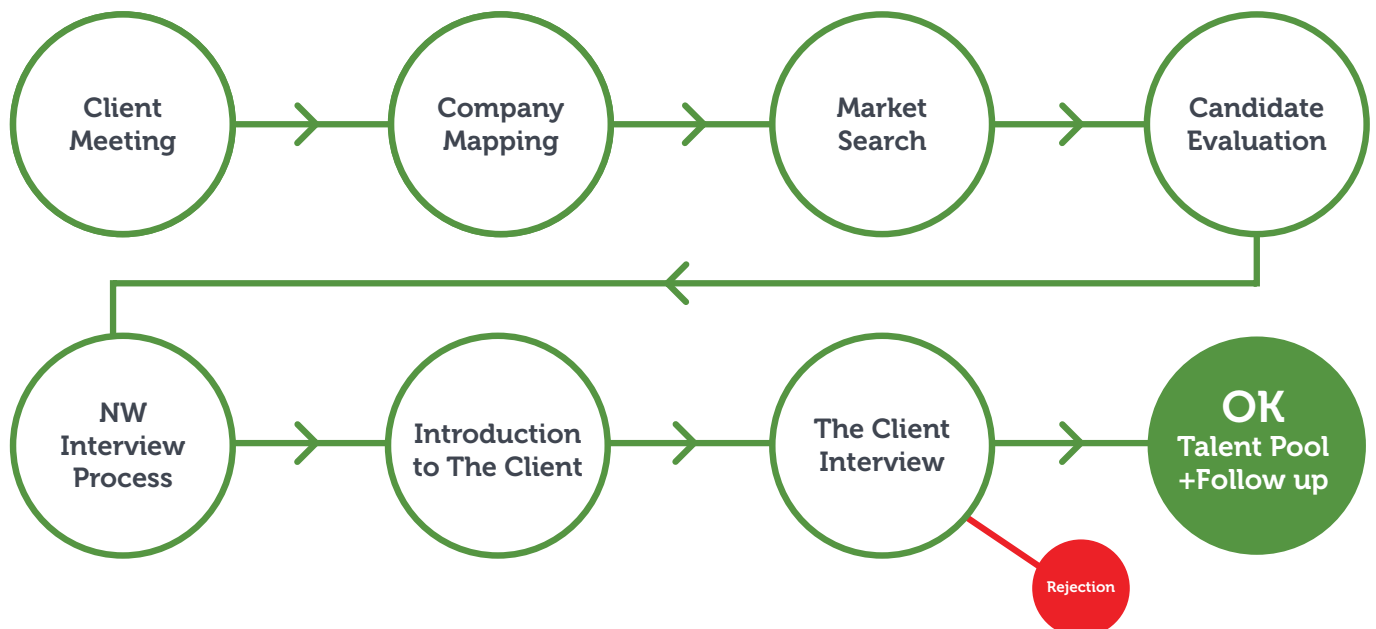 Client
Meeting
Company
Mapping
Market
Search
Candidate
Evaluation
NW
Interview
Process
Introduction
to The Client
The Client
Interview
OK
Talent Pool
+Follow up
Rejection